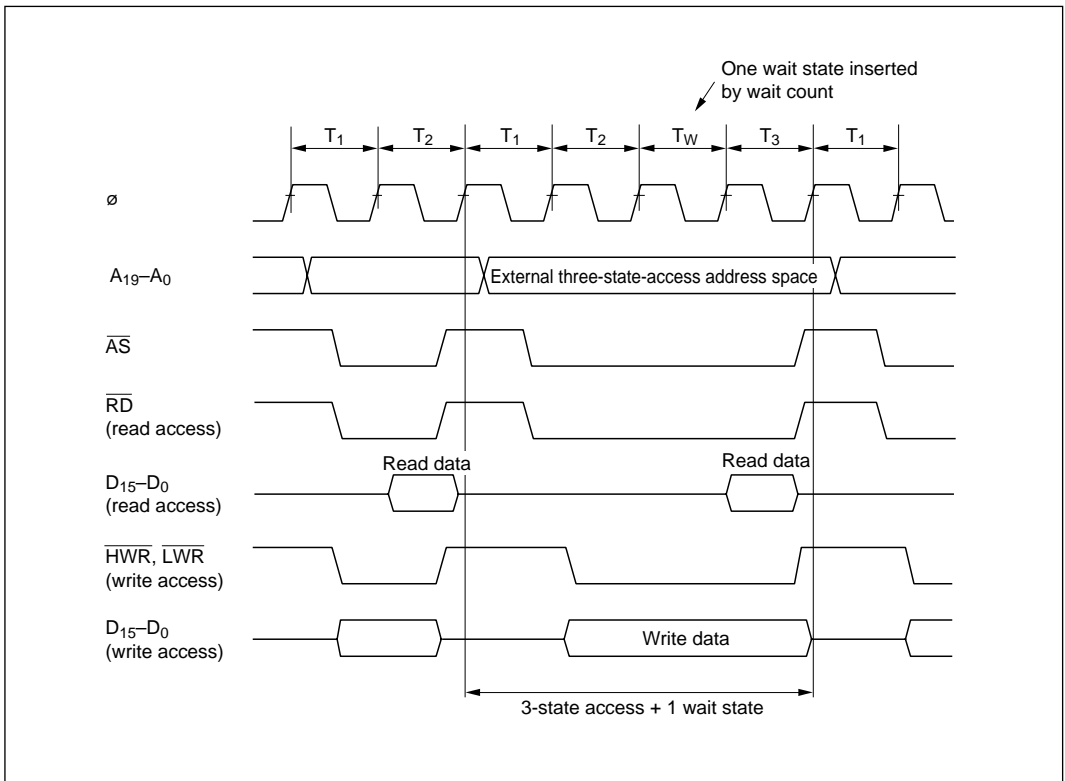 One wait state inserted
by wait count
T1 T2 T1 T2 TW T3 T1
ø
A19–A0 External three-state-access address space
AS
RD
(read access)
Read data Read data
D15–D0
(read access)
HWR, LWR
(write access)
D15–D0 Write data
(write access)
3-state access + 1 wait state